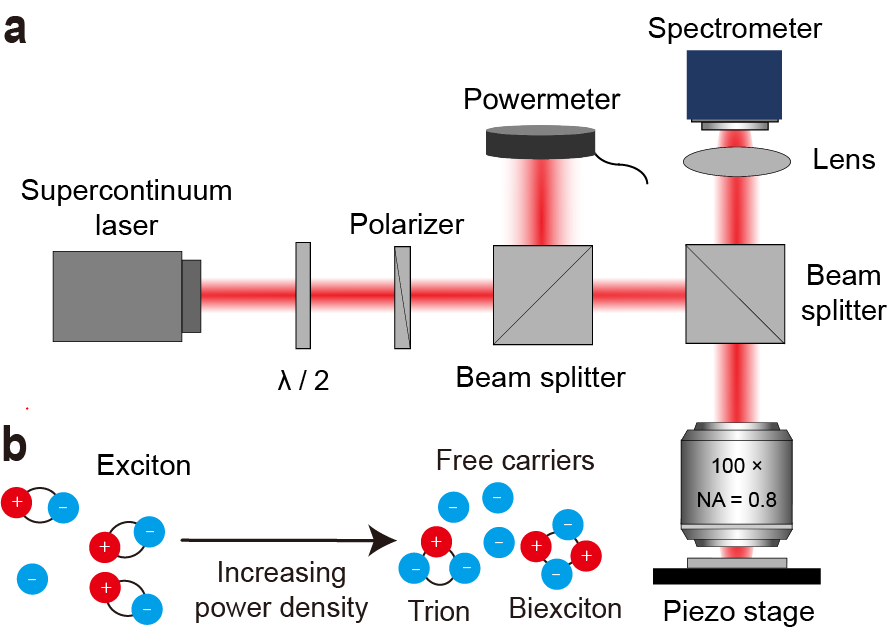 a
Spectrometer
Powermeter
Lens
Supercontinuum
laser
Polarizer
Beam
splitter
λ / 2
Beam splitter
100 ×
NA = 0.8
Piezo stage
b
Exciton
Free carriers
+
−
+
−
+
−
−
Increasing
power density
−
−
−
+
−
−
Trion
−
+
+
−
Biexciton